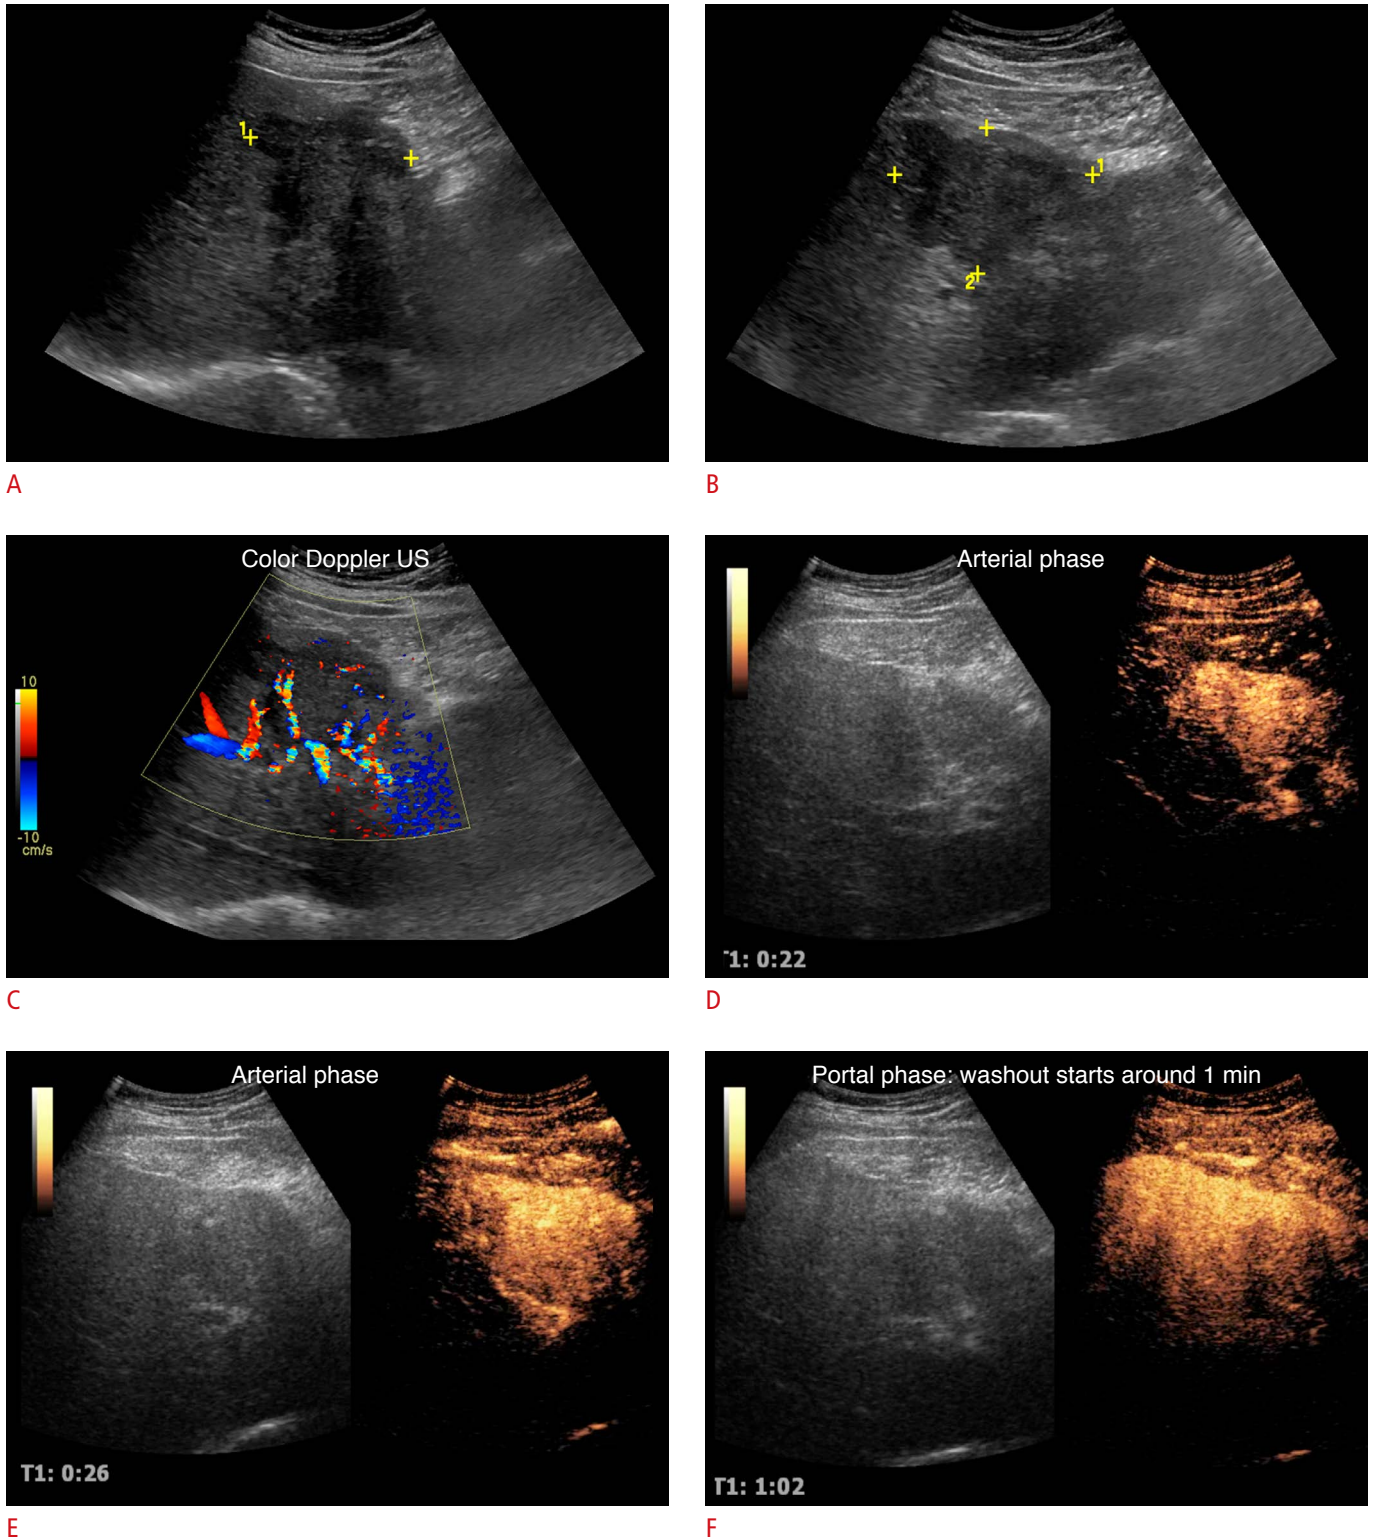 1
1
2
A
B
Color Doppler US
10
-10
cm/s
Arterial phase
T1: 0:22
C
D
Arterial phase
T1: 0:26
Portal phase: washout starts around 1 min
T1: 1:02
E
F